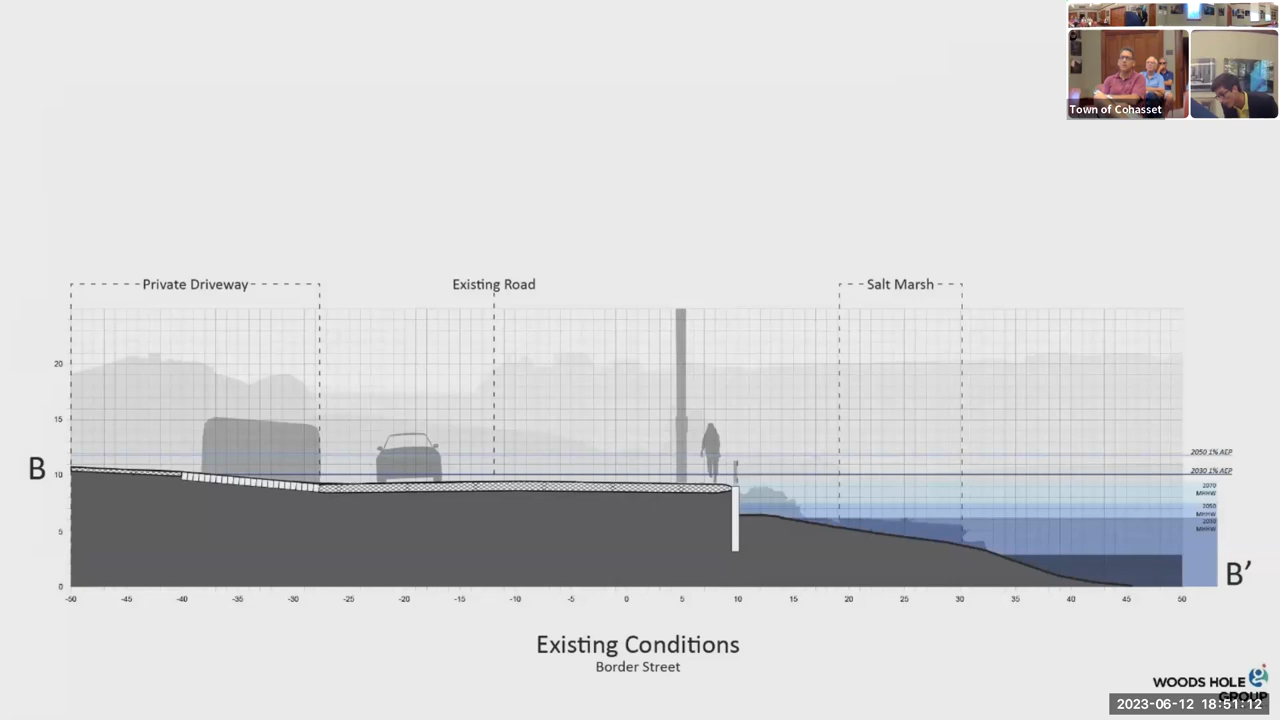 Town of Cohasset
Private Driveway
Existing Road
Salt Marsh
20
15
B
10
5
0
2050 1% AEP
2030 1% AEP
2070
MHHW
2050
MHHW
2030
MHHW
B’
-50 -45 -40 -35 -30 -25 -20 -15 -10 -5 0 5 10 15 20 25 30 35 40 45 50
Existing Conditions
Border Street
WOODS HOLE
GROUP
2023-06-12 18:51:12